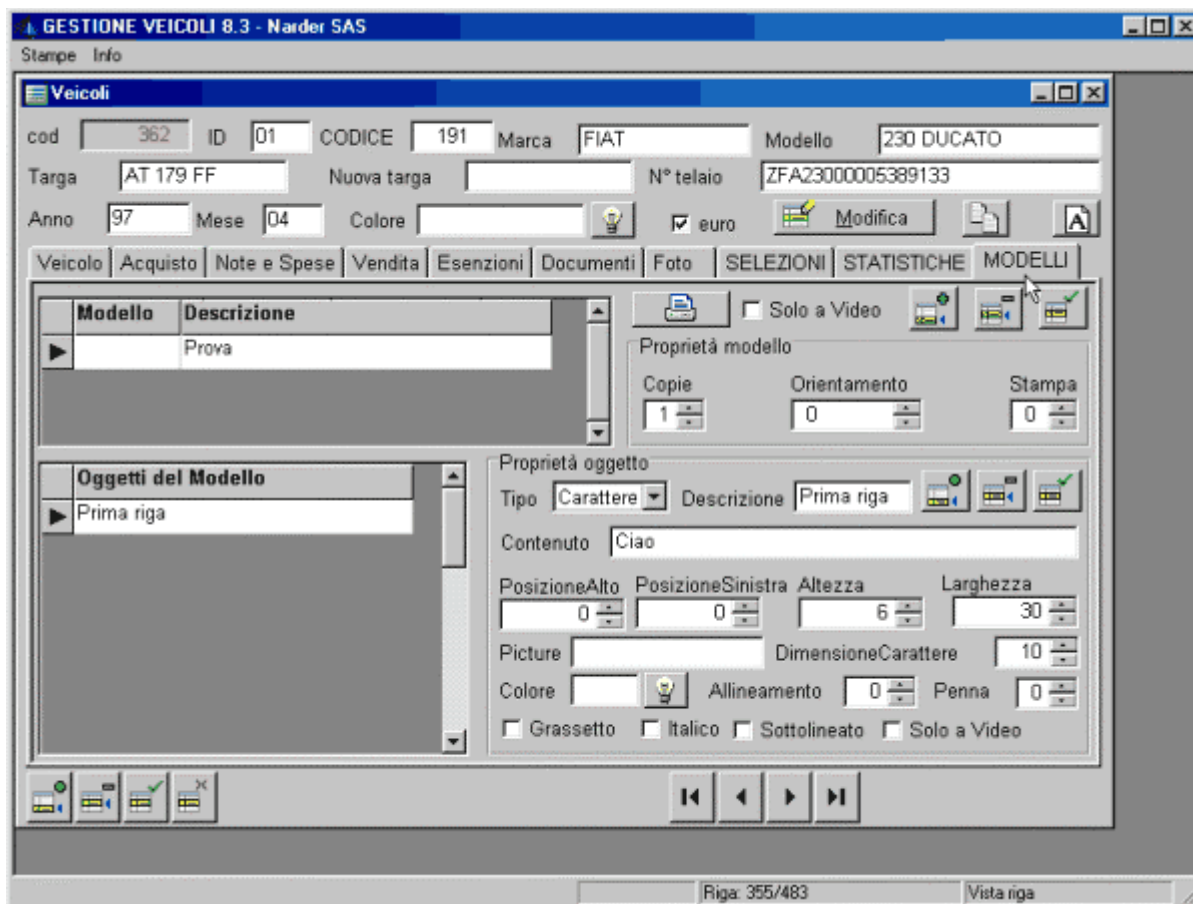 GESTIONE VEICOLI 8.3 - Narder SAS
Stampe Info
Veicoli
cod 362 ID 01 CODICE 191 Marca FIAT Modello 230 DUCATO
Targa AT 179 FF Nuova targa N° telaio ZFA23000005389133
Anno 97 Mese 04 Colore euro Modifica A
Veicolo Acquisto Note e Spese Vendita Esenzioni Documenti Foto SELEZIONI STATISTICHE MODELLI
Modello Descrizione
Prova
Solo a Video
Proprietà modello
Copie Orientamento Stampa
1 0 0
Oggetti del Modello
Prima riga
Proprietà oggetto
Tipo Carattere Descrizione Prima riga
Contenuto Ciao
PosizioneAlto PosizioneSinistra Altezza Larghezza
0 0 6 30
Picture DimensioneCarattere 10
Colore Allineamento 0 Penna 0
Grassetto Italico Sottolineato Solo a Video
Riga: 355/483 Vista riga